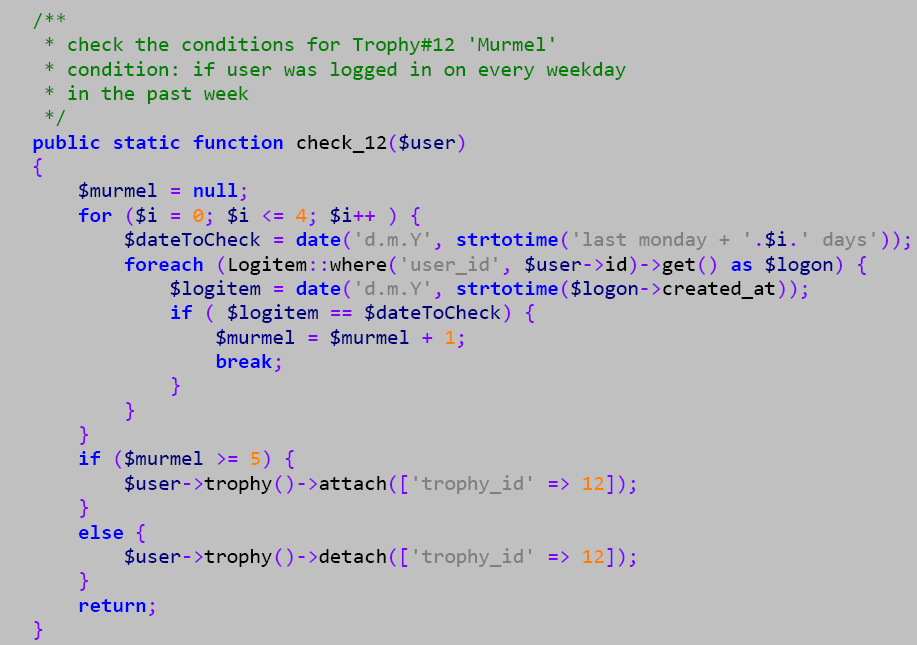 /**
 * check the conditions for Trophy#12 'Murmel'
 * condition: if user was logged in on every weekday
 * in the past week
 */
public static function check_12($user)
{
    $murmel = null;
    for ($i = 0; $i <= 4; $i++ ) {
        $dateToCheck = date('d.m.Y', strtotime('last monday + '.$i.' days'));
        foreach (Logitem::where('user_id', $user->id)->get() as $logon) {
            $logitem = date('d.m.Y', strtotime($logon->created_at));
            if ( $logitem == $dateToCheck) {
                $murmel = $murmel + 1;
                break;
            }
        }
    }
    if ($murmel >= 5) {
        $user->trophy()->attach(['trophy_id' => 12]);
    }
    else {
        $user->trophy()->detach(['trophy_id' => 12]);
    }
    return;
}